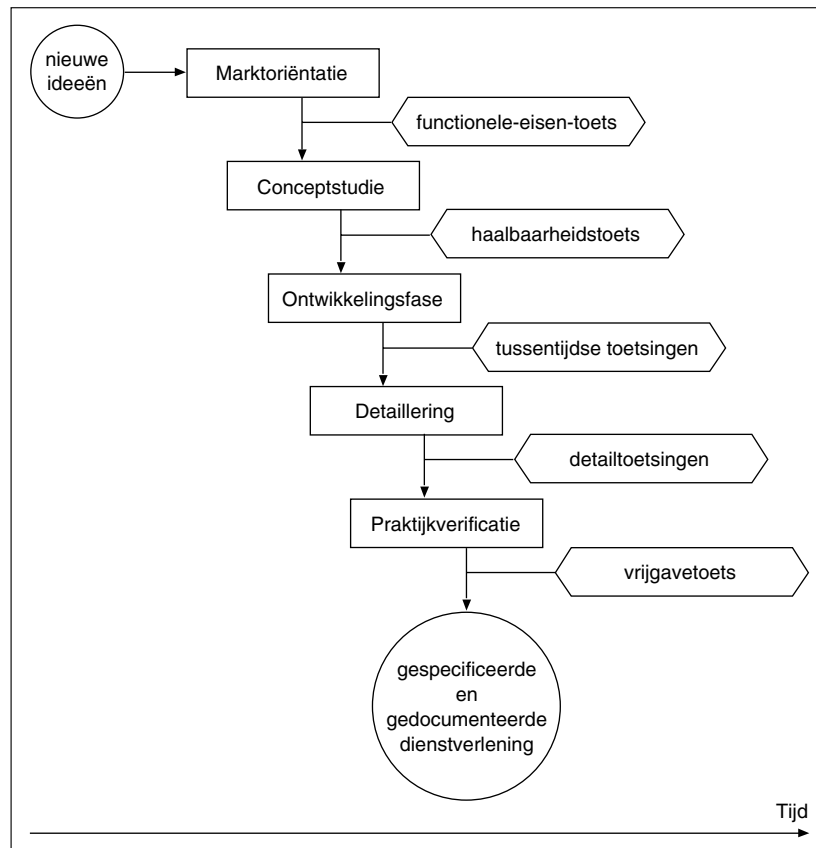 nieuwe
ideeën
Marktoriëntatie
functionele-eisen-toets
Conceptstudie
haalbaarheidstoets
Ontwikkelingsfase
tussentijdse toetsingen
Detaillering
detailtoetsingen
Praktijkverificatie
vrijgavetoets
gespecificeerde
en
gedocumenteerde
dienstverlening
Tijd